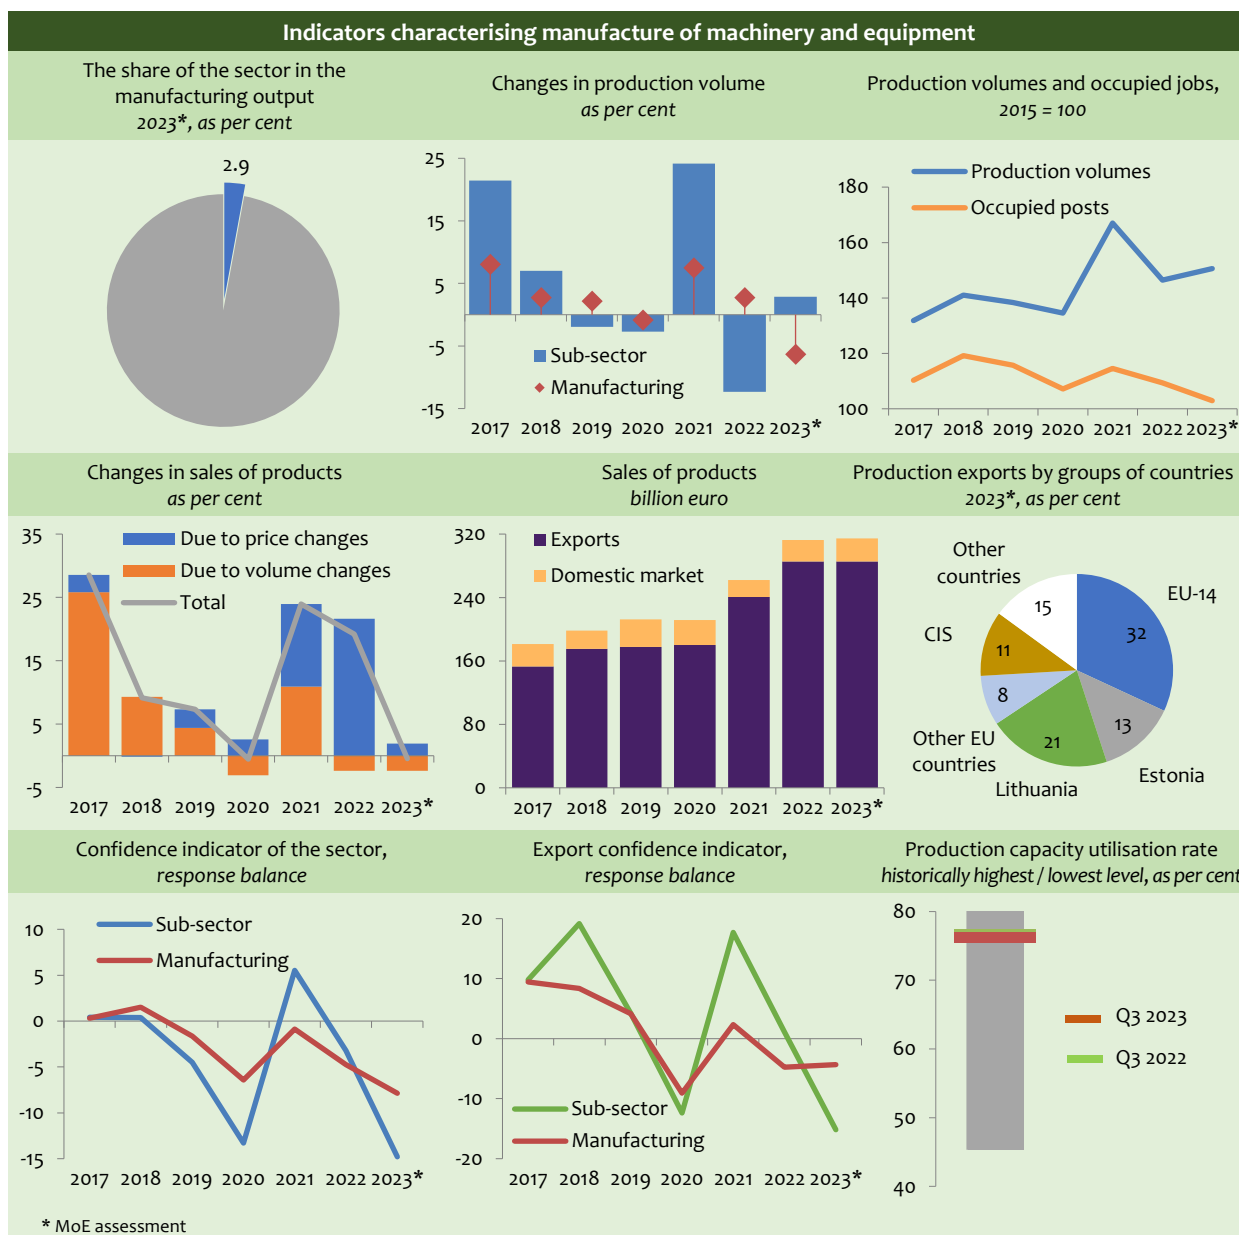 Indicators characterising manufacture of machinery and equipment
The share of the sector in the
manufacturing output
2023*, as per cent
2.9
Changes in production volume
as per cent
25
15
5
-5
-15
Sub-sector
Manufacturing
2017 2018 2019 2020 2021 2022 2023*
Production volumes and occupied jobs,
2015 = 100
180
160
140
120
100
Production volumes
Occupied posts
2017 2018 2019 2020 2021 2022 2023*
Changes in sales of products
as per cent
35
25
15
5
-5
Due to price changes
Due to volume changes
Total
2017 2018 2019 2020 2021 2022 2023*
Sales of products
billion euro
320
240
160
80
0
Exports
Domestic market
2017 2018 2019 2020 2021 2022 2023*
Production exports by groups of countries
2023*, as per cent
Other
countries
15
EU-14
32
CIS
11
8
13
Other EU
countries
21
Lithuania
Estonia
Confidence indicator of the sector,
response balance
10
5
0
-5
-10
-15
Sub-sector
Manufacturing
2017 2018 2019 2020 2021 2022 2023*
Export confidence indicator,
response balance
20
10
0
-10
-20
Sub-sector
Manufacturing
2017 2018 2019 2020 2021 2022 2023*
Production capacity utilisation rate
historically highest / lowest level, as per cent
80
70
60
50
40
Q3 2023
Q3 2022
* MoE assessment